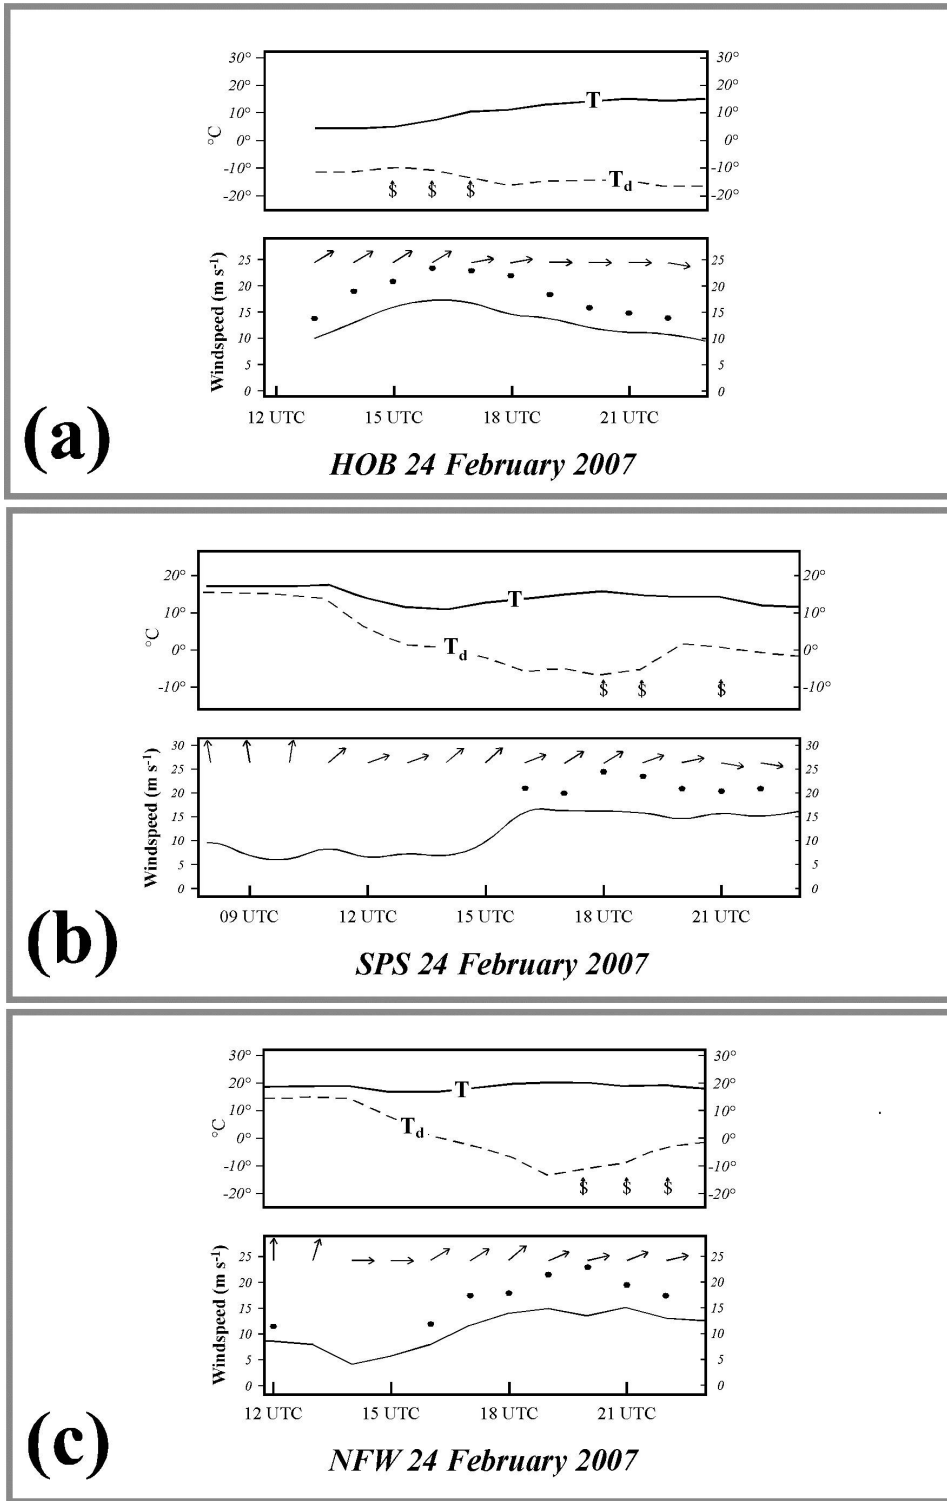 30° 30°
20° 20°
T
10° 10°
°C
0° 0°
-10° -10°
T_d
$ $ $
-20° -20°
Windspeed (m s⁻¹)
25 25
20 20
15 15
10 10
5 5
0 0
12 UTC 15 UTC 18 UTC 21 UTC
(a)
HOB 24 February 2007
20° 20°
T
10° 10°
°C
0° 0°
T_d
-10° -10°
$ $ $
Windspeed (m s⁻¹)
30 30
25 25
20 20
15 15
10 10
5 5
0 0
09 UTC 12 UTC 15 UTC 18 UTC 21 UTC
(b)
SPS 24 February 2007
30° 30°
20° 20°
T
10° 10°
°C
T_d
0° 0°
-10° -10°
$ $ $
-20° -20°
Windspeed (m s⁻¹)
25 25
20 20
15 15
10 10
5 5
0 0
12 UTC 15 UTC 18 UTC 21 UTC
(c)
NFW 24 February 2007